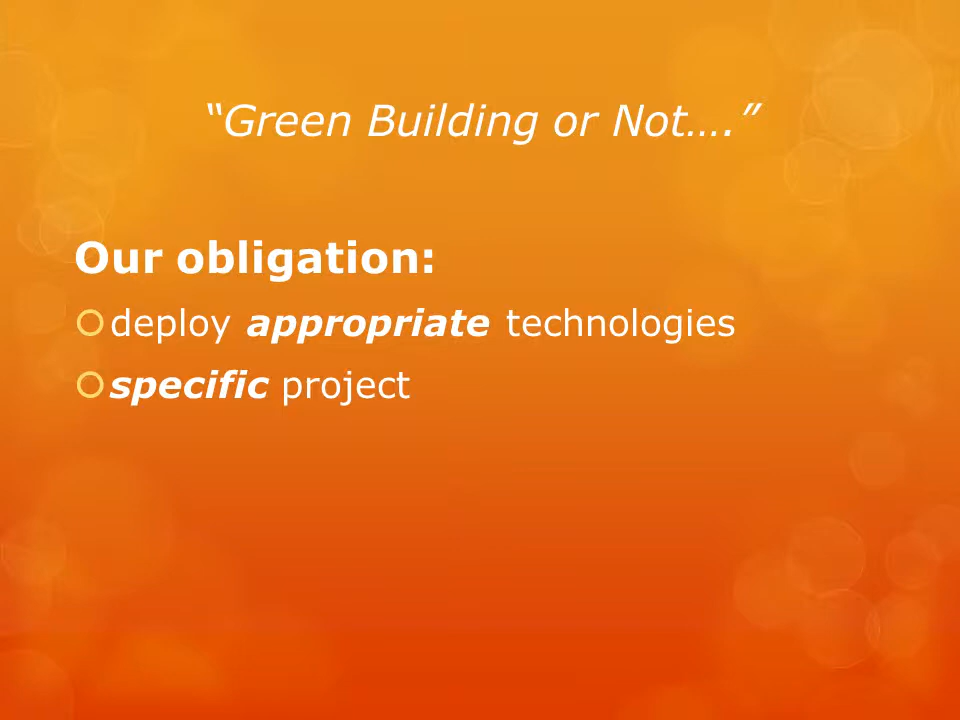 “Green Building or Not….”
Our obligation:
deploy appropriate technologies
specific project